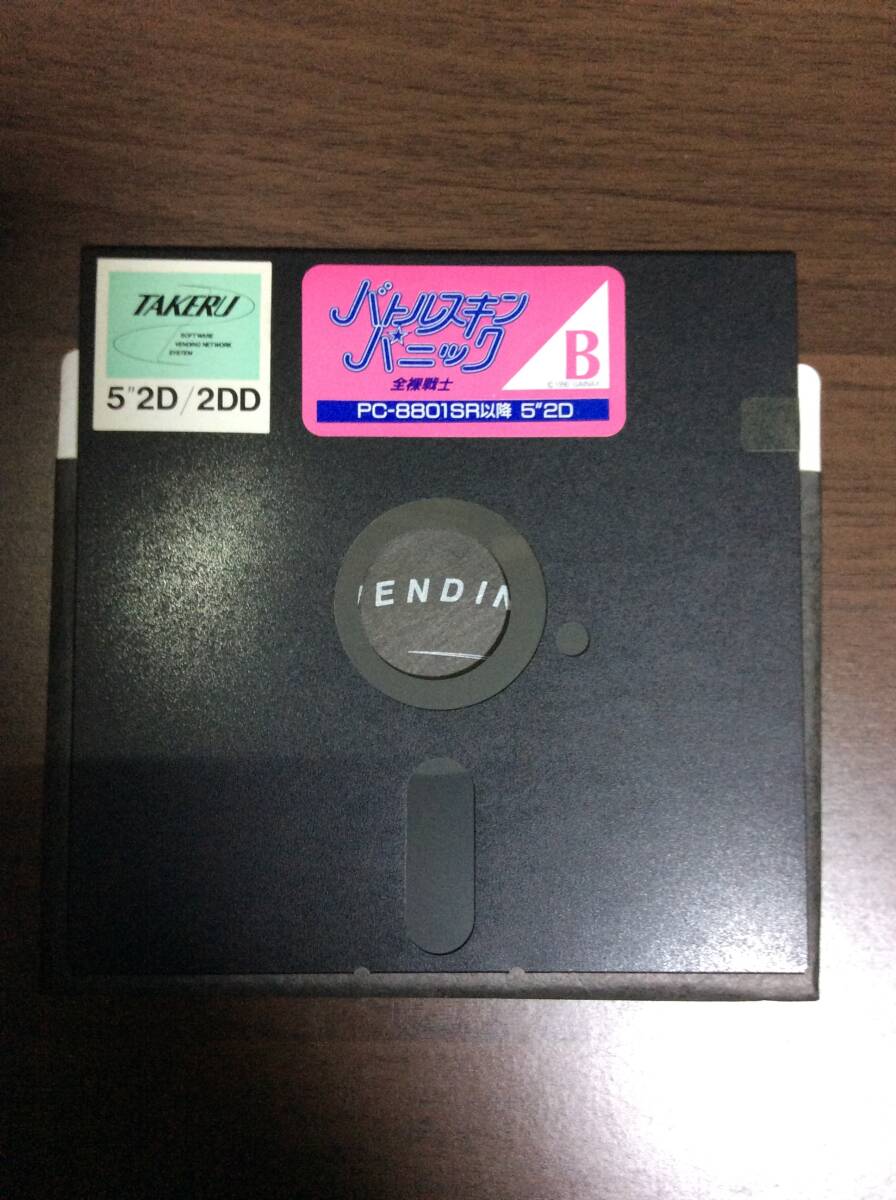 TAKERU
SOFTWARE
VENDING NETWORK
SYSTEM
5"2D/2DD
バトルスキン
パニック
全裸戦士
B
PC-8801SR以降 5"2D
ENDI